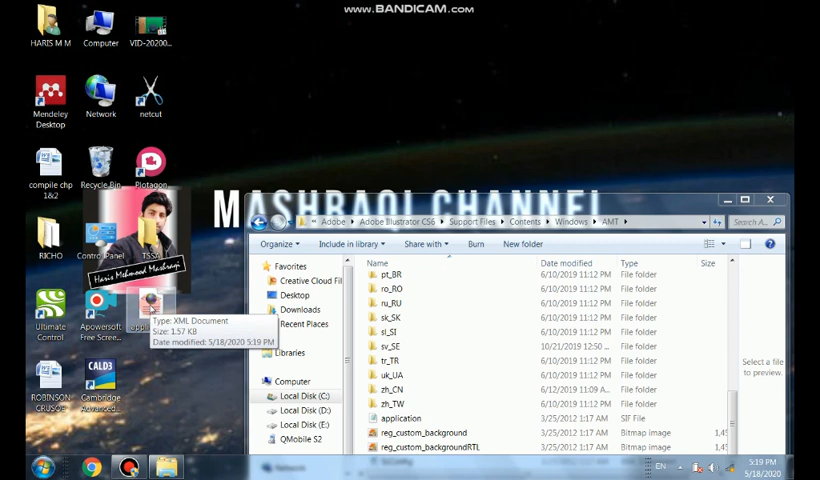 www.BANDICAM.com
HARIS M M
Computer
VID-20200...
Mendeley Desktop
Network
netcut
compile chp 1&2
Recycle Bin
Plotagon
MASHRAQI CHANNEL
RICHO
Control Panel
TSSA
Haris Mehmood Mashraqi
Ultimate Control
Apowersoft Free Screen...
Type: XML Document
Size: 1.57 KB
Date modified: 5/18/2020 5:19 PM
ROBINSON CRUSOE
CALD3
Cambridge Advanced...
Adobe
Adobe Illustrator CS6
Support Files
Contents
Windows
AMT
Search A...
Organize
Include in library
Share with
Burn
New folder
Name
Date modified
Type
Size
Favorites
Creative Cloud Fil
Desktop
Downloads
Recent Places
Libraries
Computer
Local Disk (C:)
Local Disk (D:)
Local Disk (E:)
QMobile S2
Network
pt_BR 6/10/2019 11:12 PM File folder
ro_RO 6/10/2019 11:12 PM File folder
ru_RU 6/10/2019 11:12 PM File folder
sk_SK 6/10/2019 11:12 PM File folder
sl_SI 6/10/2019 11:12 PM File folder
sv_SE 10/21/2019 12:50 ... File folder
tr_TR 6/10/2019 11:12 PM File folder
uk_UA 6/10/2019 11:12 PM File folder
zh_CN 6/12/2019 11:09 A... File folder
zh_TW 6/10/2019 11:12 PM File folder
application 3/25/2012 1:17 AM SIF File
reg_custom_background 3/25/2012 1:17 AM Bitmap image 1,45
reg_custom_backgroundRTL 3/25/2012 1:17 AM Bitmap image 1,45
Select a file to preview.
EN
5:19 PM
5/18/2020